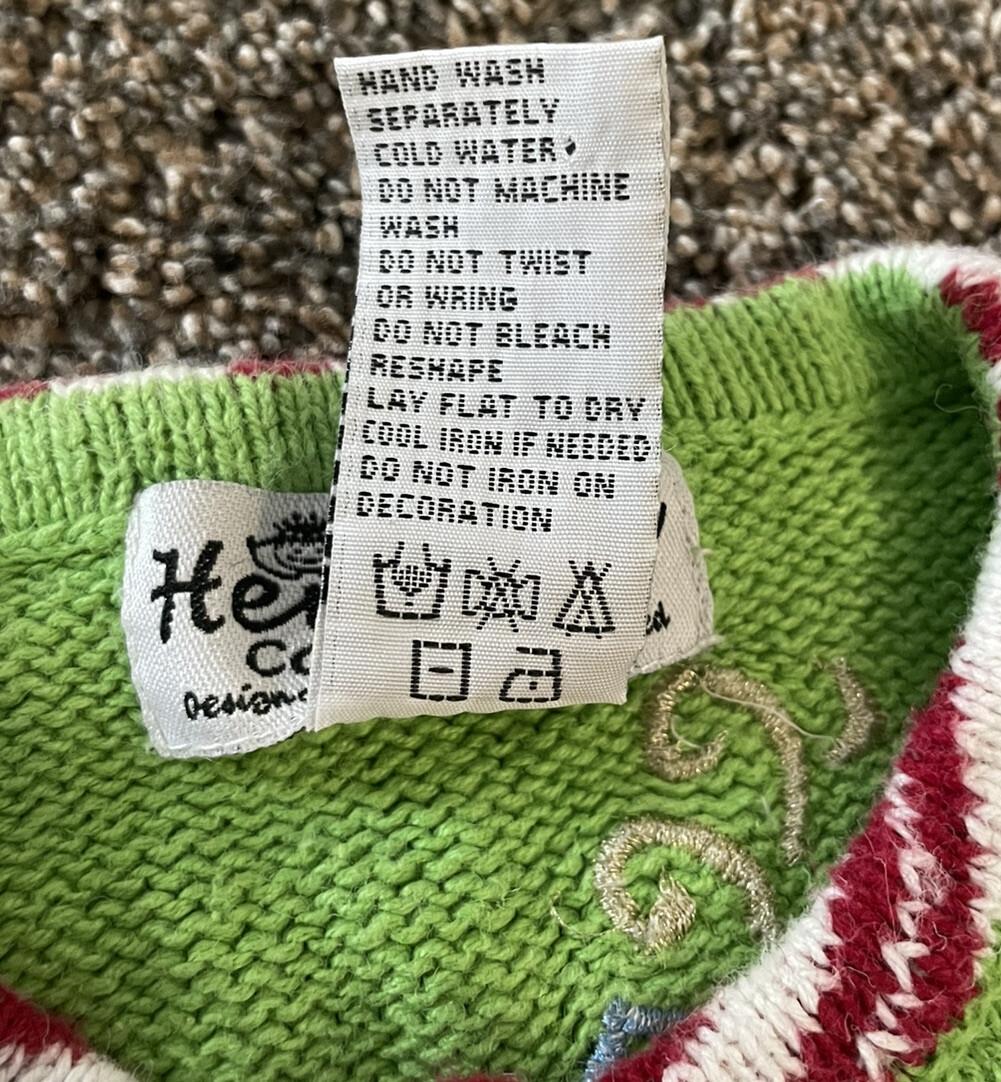 HAND WASH
SEPARATELY
COLD WATER
DO NOT MACHINE
WASH
DO NOT TWIST
OR WRING
DO NOT BLEACH
RESHAPE
LAY FLAT TO DRY
COOL IRON IF NEEDED
DO NOT IRON ON
DECORATION